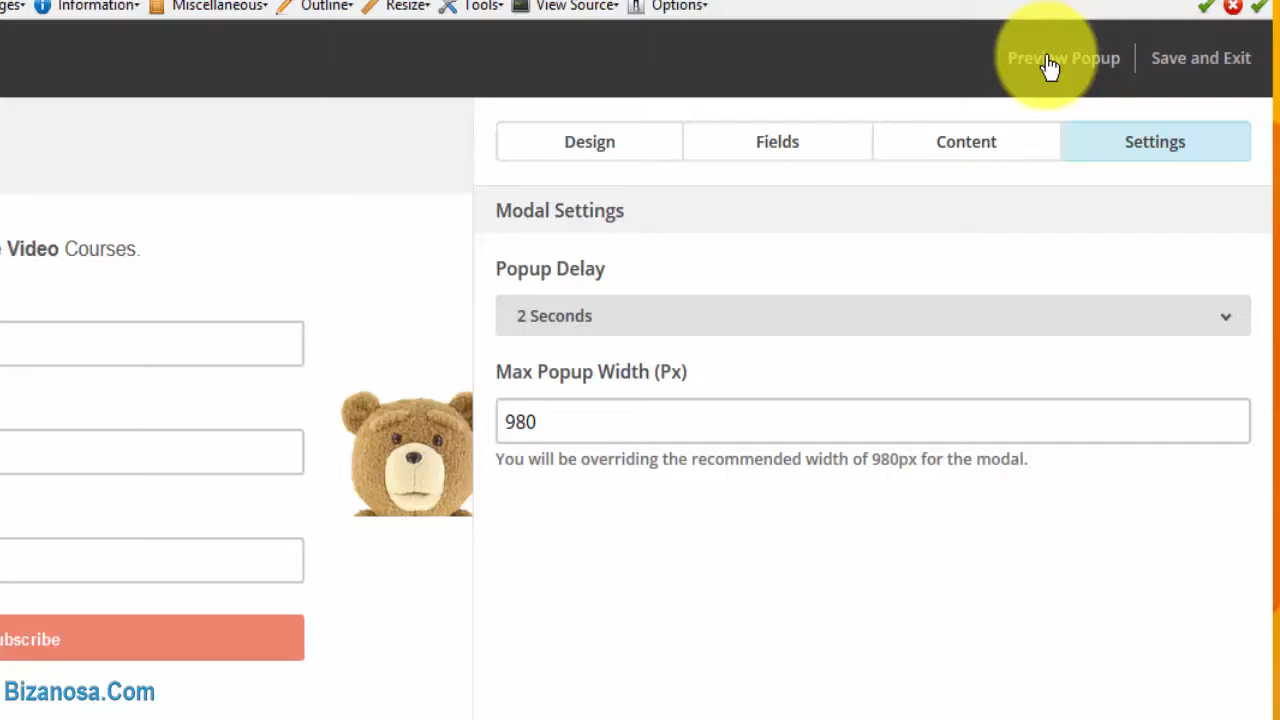 Information Miscellaneous Outline Resize Tools View Source Options
Preview Popup Save and Exit
Design Fields Content Settings
Modal Settings
Video Courses.
Popup Delay
2 Seconds
Max Popup Width (Px)
980
You will be overriding the recommended width of 980px for the modal.
ubscribe
Bizanosa.Com